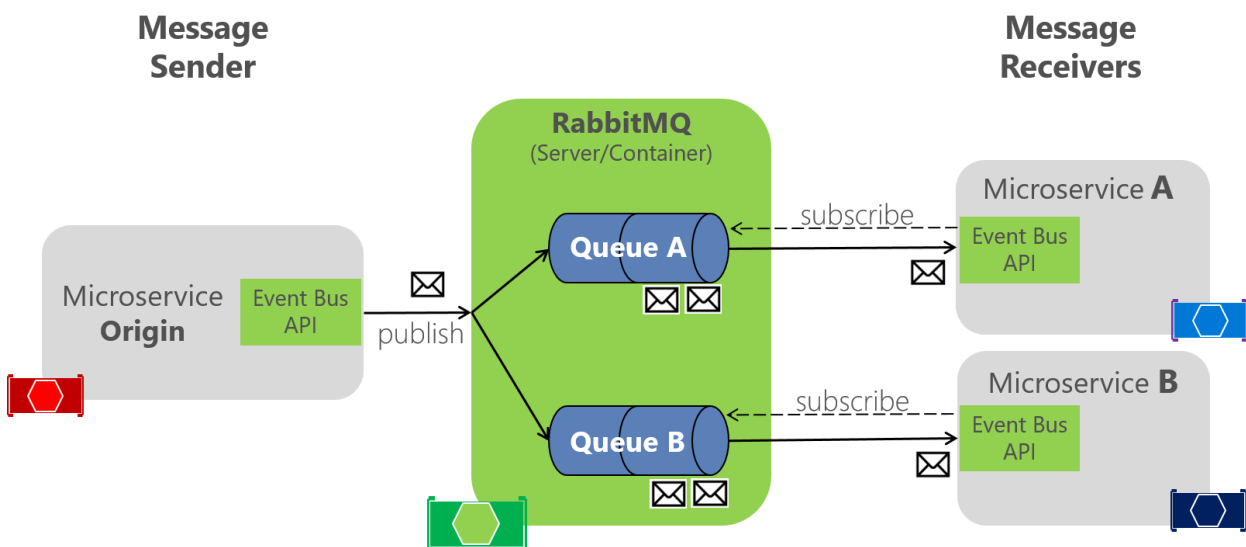 Message
Sender
Message
Receivers
RabbitMQ
(Server/Container)
Microservice
Origin
Event Bus
API
publish
Queue A
subscribe
Microservice A
Event Bus
API
Queue B
subscribe
Microservice B
Event Bus
API